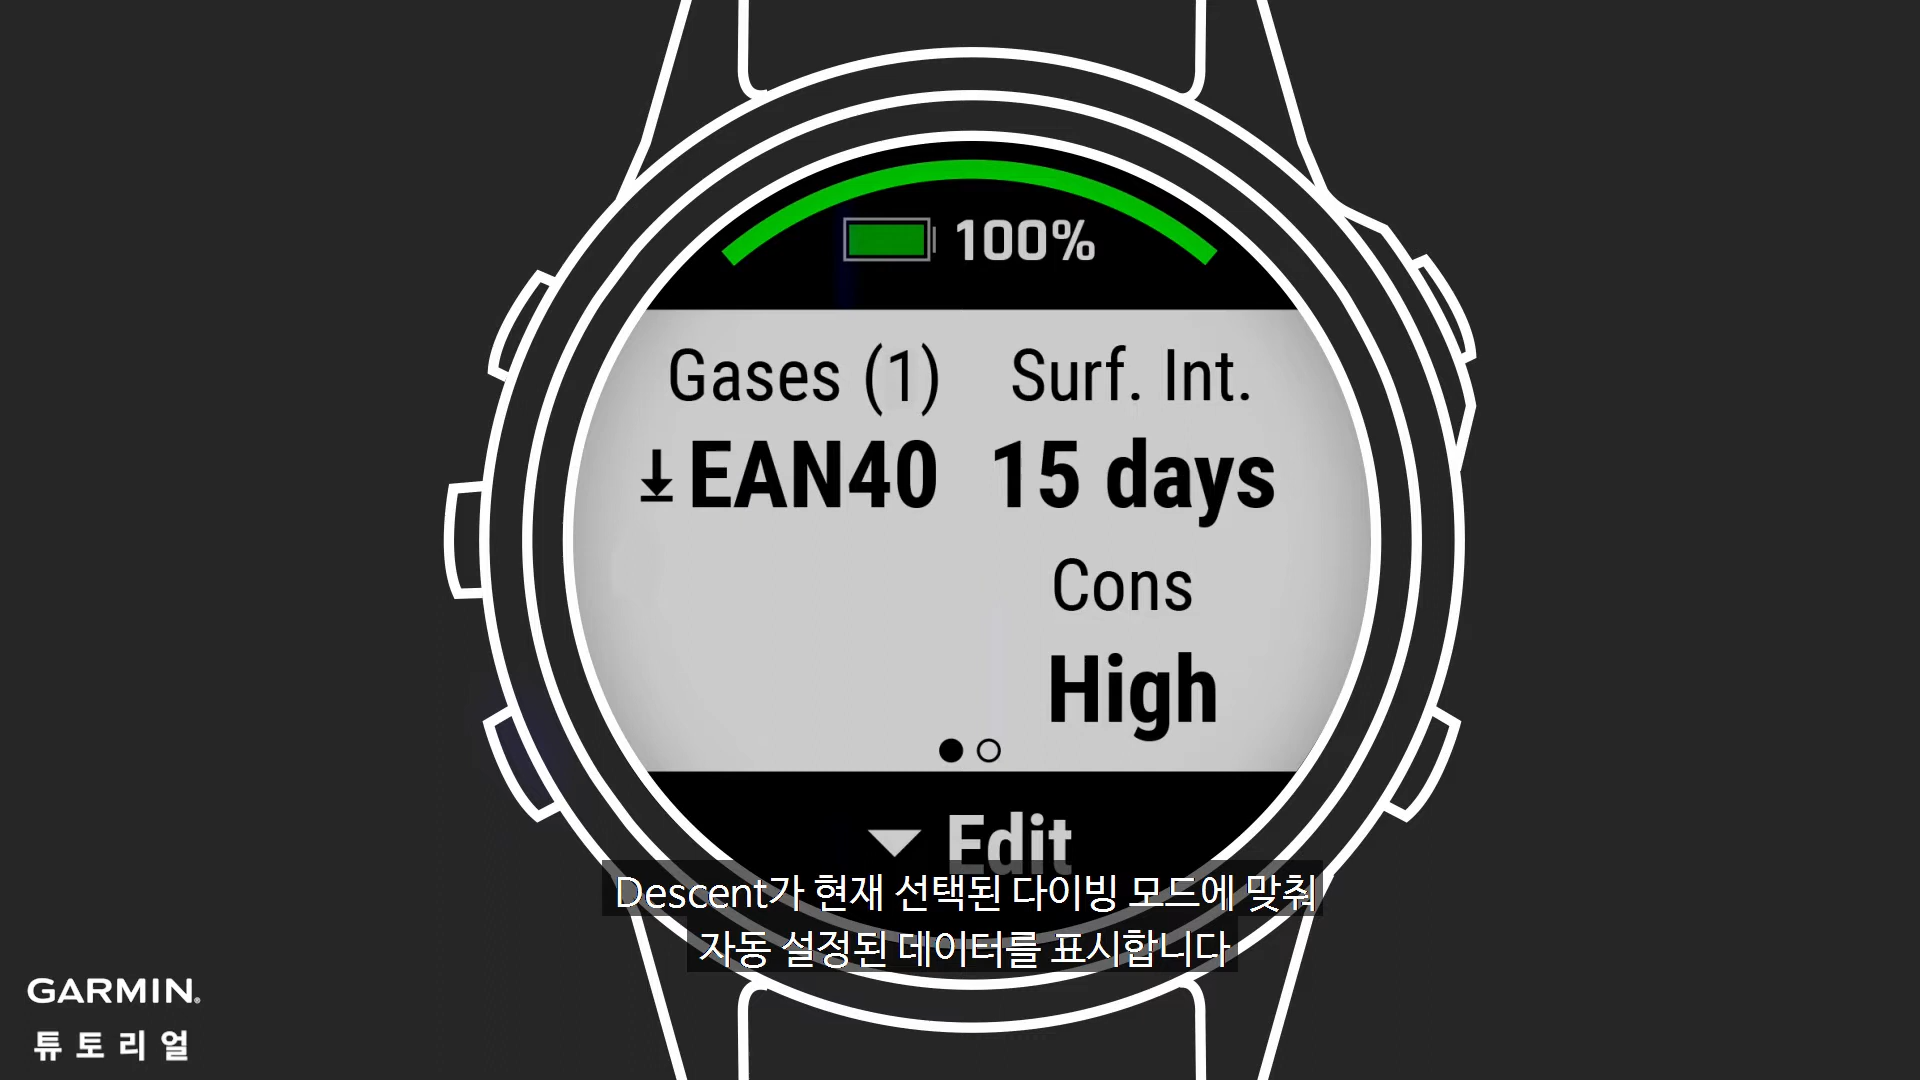 100%
Gases (1) Surf. Int.
EAN40 15 days
Cons
High
Edit
Descent가 현재 선택된 다이빙 모드에 맞춰
자동 설정된 데이터를 표시합니다
GARMIN®
튜토리얼